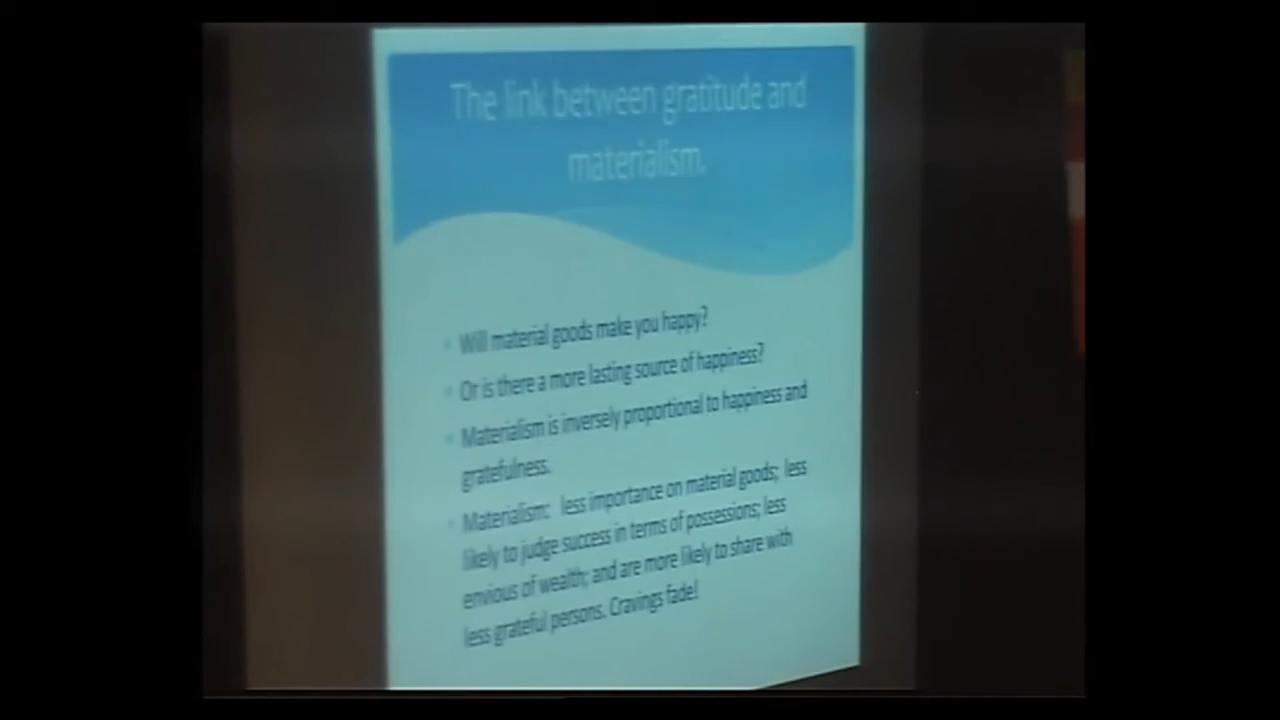 The link between gratitude and
materialism.
Will material goods make you happy?
Or is there a more lasting source of happiness?
Materialism is inversely proportional to happiness and
gratefulness.
Materialism: less importance on material goods; less
likely to judge success in terms of possessions; less
envious of wealth; and are more likely to share with
less grateful persons. Cravings fade!